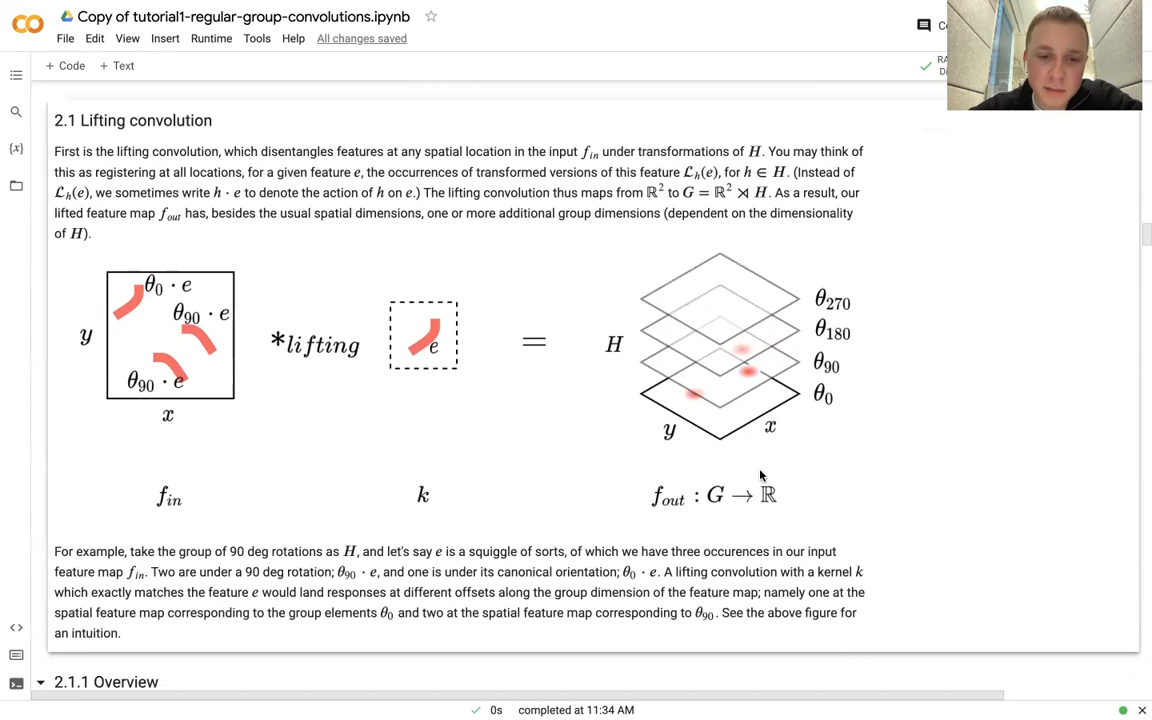 Copy of tutorial1-regular-group-convolutions.ipynb
File Edit View Insert Runtime Tools Help All changes saved
+ Code + Text
2.1 Lifting convolution
First is the lifting convolution, which disentangles features at any spatial location in the input f_in under transformations of H. You may think of
this as registering at all locations, for a given feature e, the occurrences of transformed versions of this feature ℒ_h(e), for h ∈ H. (Instead of
ℒ_h(e), we sometimes write h · e to denote the action of h on e.) The lifting convolution thus maps from ℝ² to G = ℝ² ⋊ H. As a result, our
lifted feature map f_out has, besides the usual spatial dimensions, one or more additional group dimensions (dependent on the dimensionality
of H).
θ₀ · e
θ₉₀ · e
θ₉₀ · e
y
x
*lifting
e
=
H
θ₂₇₀
θ₁₈₀
θ₉₀
θ₀
y
x
f_in
k
f_out : G → ℝ
For example, take the group of 90 deg rotations as H, and let's say e is a squiggle of sorts, of which we have three occurences in our input
feature map f_in. Two are under a 90 deg rotation; θ₉₀ · e, and one is under its canonical orientation; θ₀ · e. A lifting convolution with a kernel k
which exactly matches the feature e would land responses at different offsets along the group dimension of the feature map; namely one at the
spatial feature map corresponding to the group elements θ₀ and two at the spatial feature map corresponding to θ₉₀. See the above figure for
an intuition.
2.1.1 Overview
0s completed at 11:34 AM